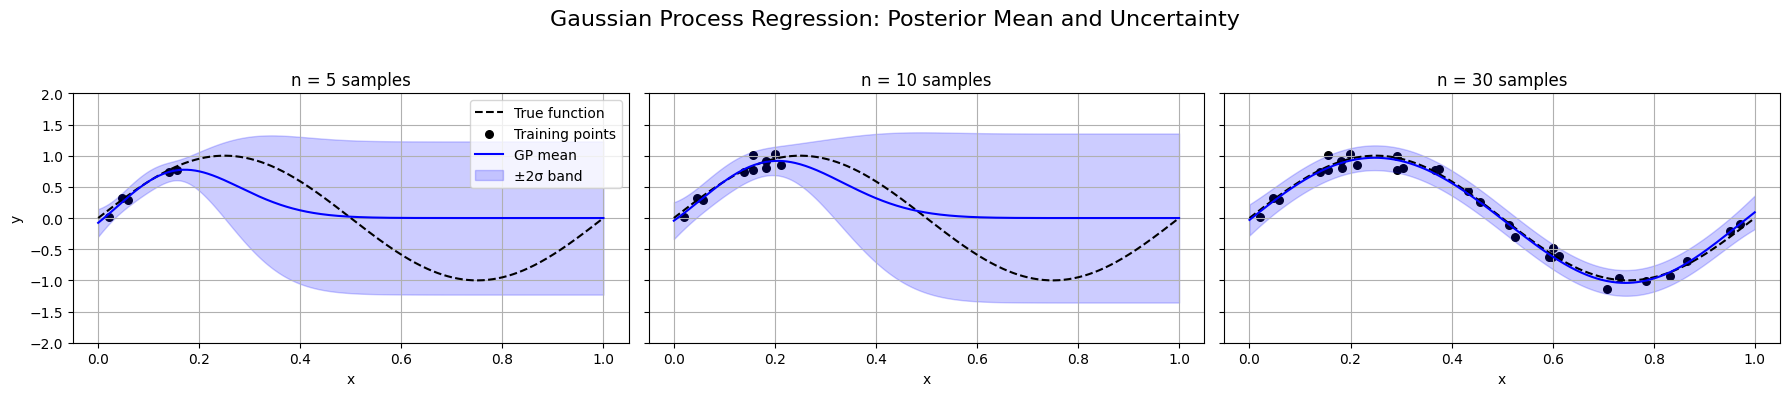 Gaussian Process Regression: Posterior Mean and Uncertainty
n = 5 samples
n = 10 samples
n = 30 samples
True function
Training points
GP mean
±2σ band
y
2.0
1.5
1.0
0.5
0.0
−0.5
−1.0
−1.5
−2.0
0.0 0.2 0.4 0.6 0.8 1.0
0.0 0.2 0.4 0.6 0.8 1.0
0.0 0.2 0.4 0.6 0.8 1.0
x
x
x